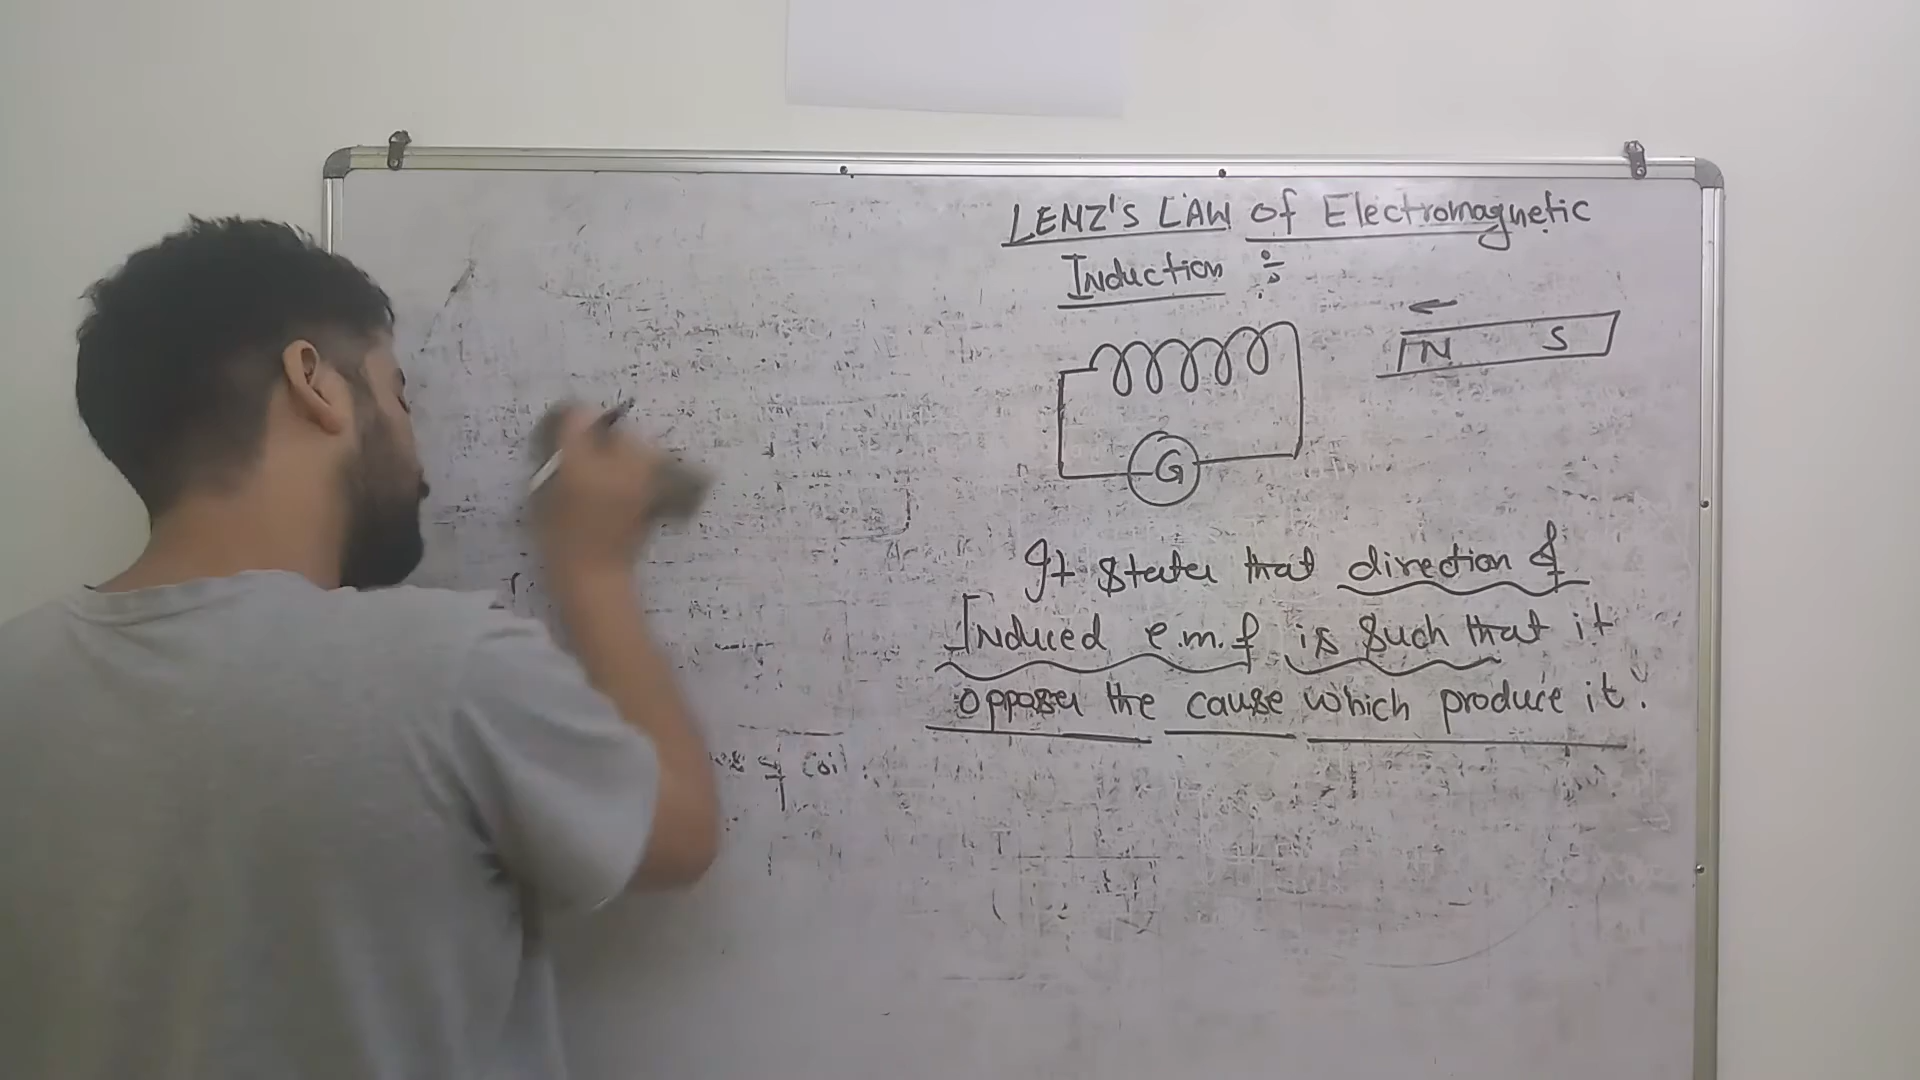 LENZ'S LAW of Electromagnetic
Induction ÷
N S
G
It states that direction of
Induced e.m.f is such that it
opposes the cause which produce it.